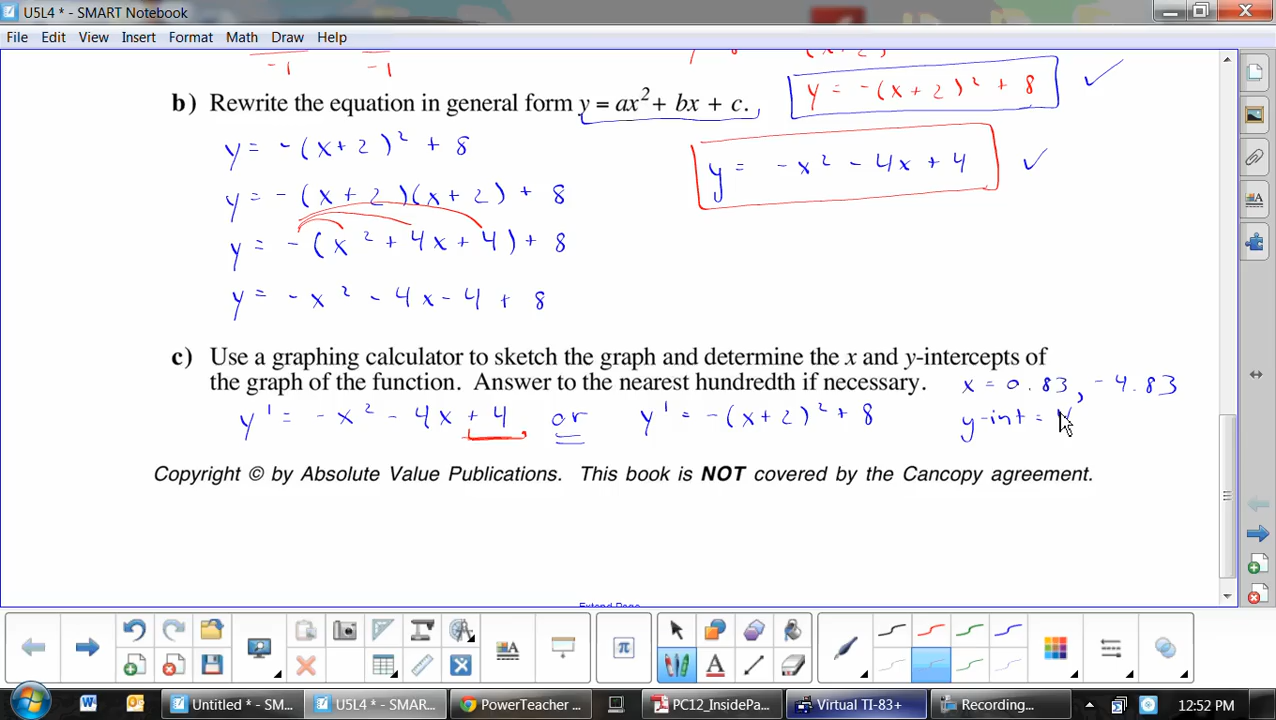 U5L4 * - SMART Notebook
File Edit View Insert Format Math Draw Help
-1 -1
b) Rewrite the equation in general form y = ax² + bx + c.
y = -(x+2)² + 8 ✓
y = -(x+2)² + 8
y = -x² - 4x + 4 ✓
y = -(x+2)(x+2) + 8
y = -(x² + 4x + 4) + 8
y = -x² - 4x - 4 + 8
c) Use a graphing calculator to sketch the graph and determine the x and y-intercepts of
the graph of the function. Answer to the nearest hundredth if necessary.
x = 0.83, -4.83
y' = -x² - 4x + 4 or y' = -(x+2)² + 8
y-int =
Copyright © by Absolute Value Publications. This book is NOT covered by the Cancopy agreement.
Extend Page
Untitled * - SM...
U5L4 * - SMAR...
PowerTeacher ...
PC12_InsidePa...
Virtual TI-83+
Recording...
12:52 PM